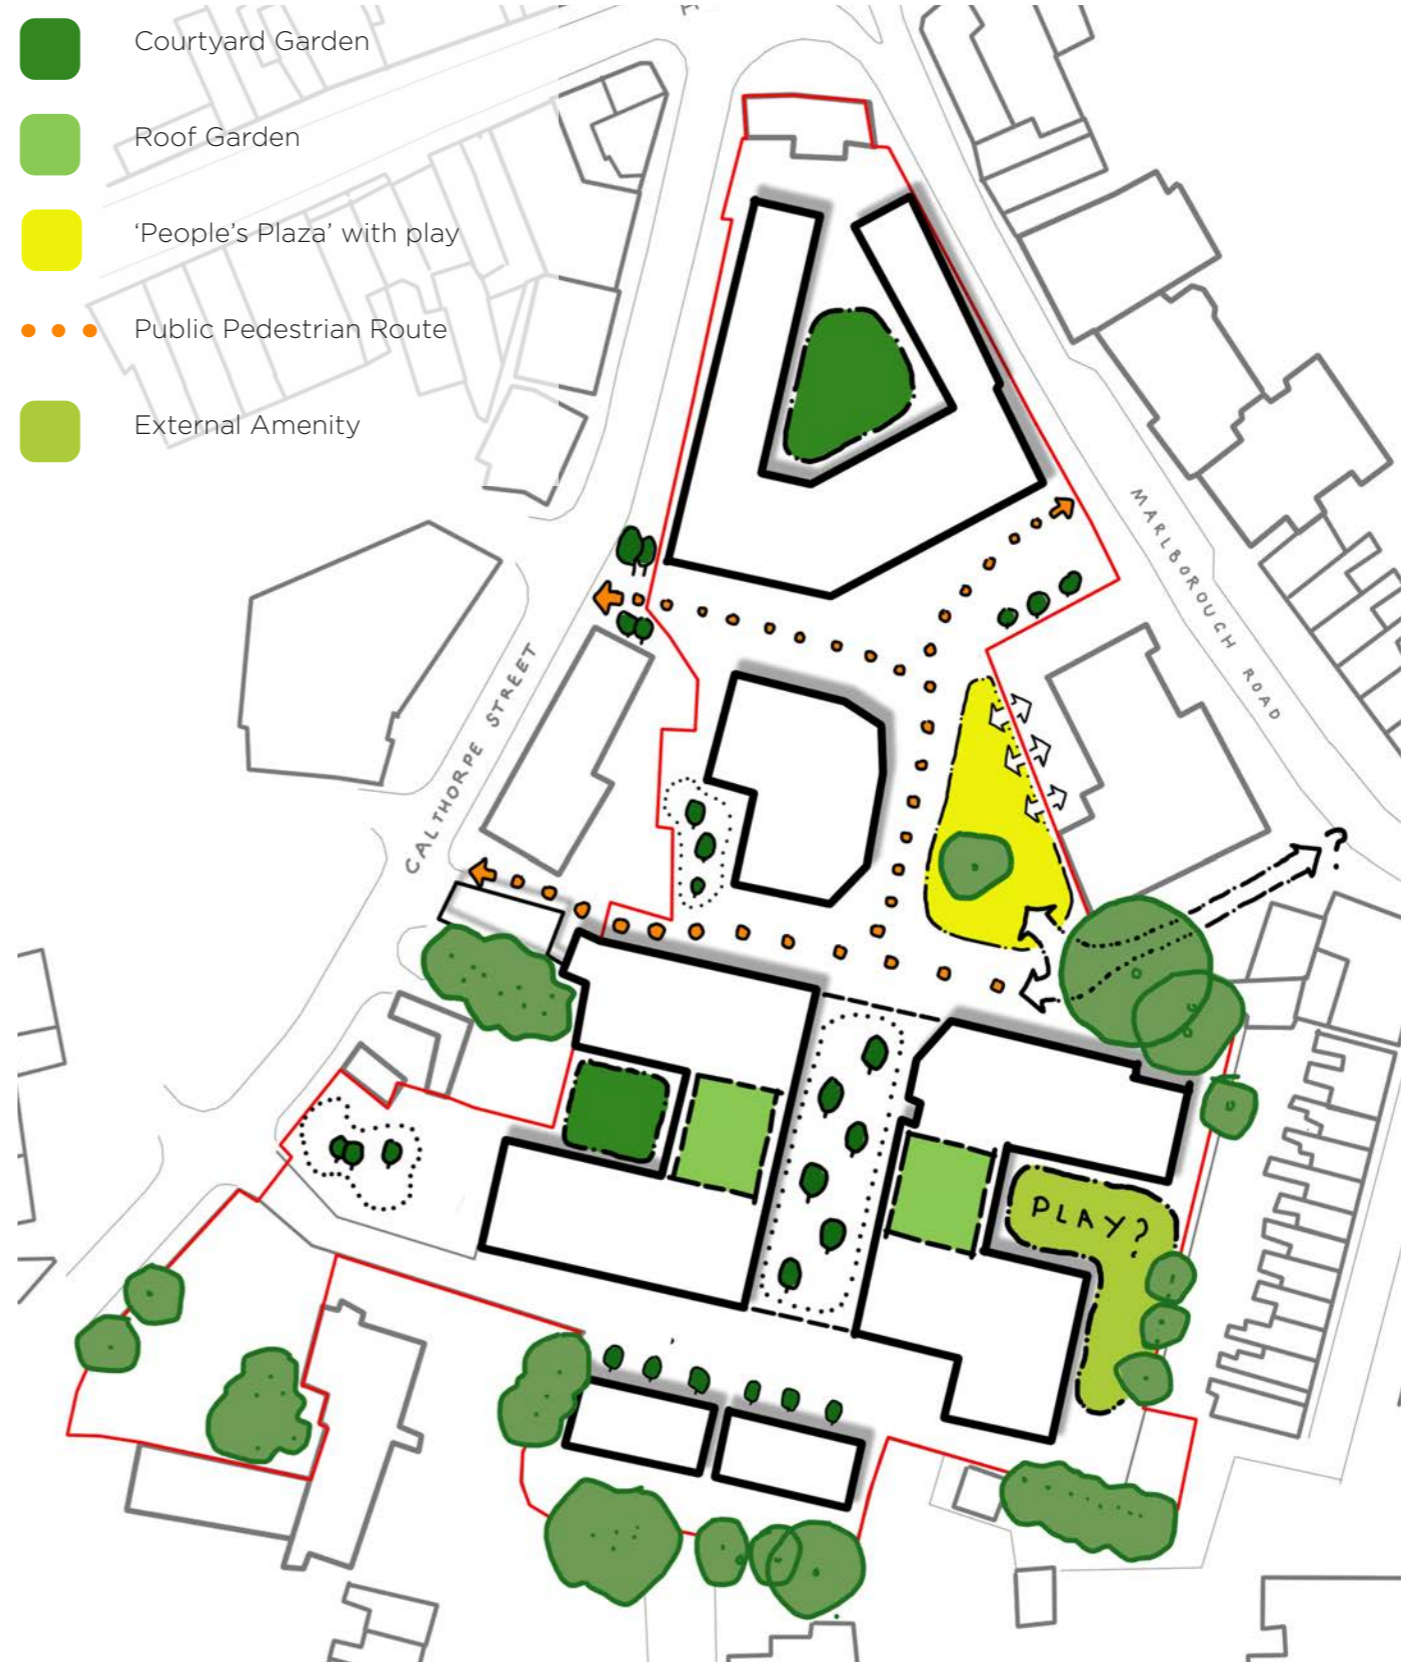 Courtyard Garden
Roof Garden
‘People’s Plaza’ with play
Public Pedestrian Route
External Amenity
MARLBOROUGH ROAD
CALTHORPE STREET
?
PLAY?